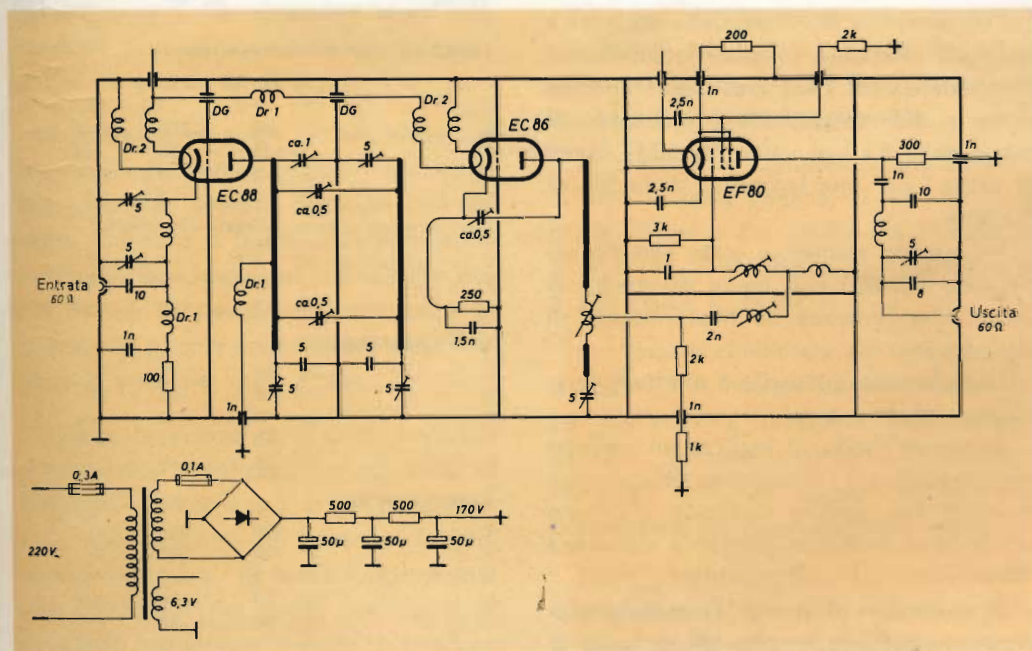 200
2k
1n
2,5n
DG
Dr 1
DG
Dr 2
EC 86
Dr.2
EC 88
ca. 1
5
EF80
300
1n
1n
10
5
ca.0,5
ca.0,5
2,5n
3k
5
5
Entrata
60 Ω
10
Dr.1
Dr.1
ca.0,5
250
1
8
Uscita
60 Ω
1n
1,5n
2n
5
5
2k
100
5
5
5
1n
1n
1k
0,3A
0,1A
500
500
170 V
220V~
50µ
50µ
50µ
6,3 V